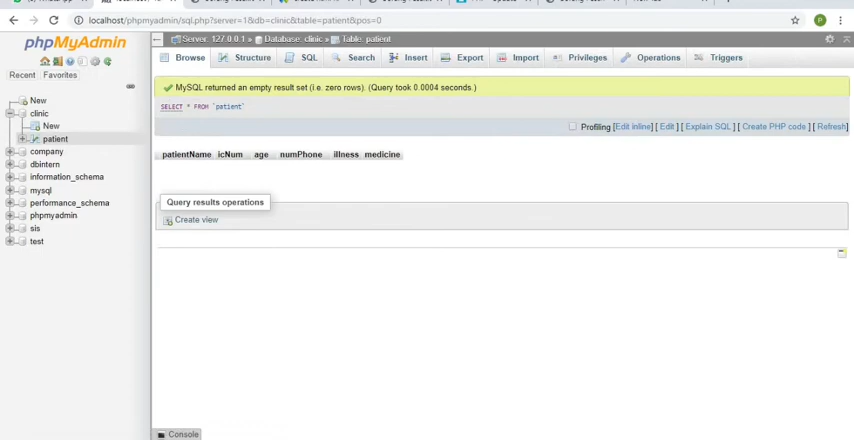 localhost/phpmyadmin/sql.php?server=1&db=clinic&table=patient&pos=0
P
phpMyAdmin
Recent Favorites
New
clinic
New
patient
company
dbintern
information_schema
mysql
performance_schema
phpmyadmin
sis
test
Server: 127.0.0.1 » Database: clinic » Table: patient
Browse Structure SQL Search Insert Export Import Privileges Operations Triggers
MySQL returned an empty result set (i.e. zero rows). (Query took 0.0004 seconds.)
SELECT * FROM `patient`
Profiling [Edit inline] [ Edit ] [ Explain SQL ] [ Create PHP code ] [ Refresh]
patientName icNum age numPhone illness medicine
Query results operations
Create view
Console